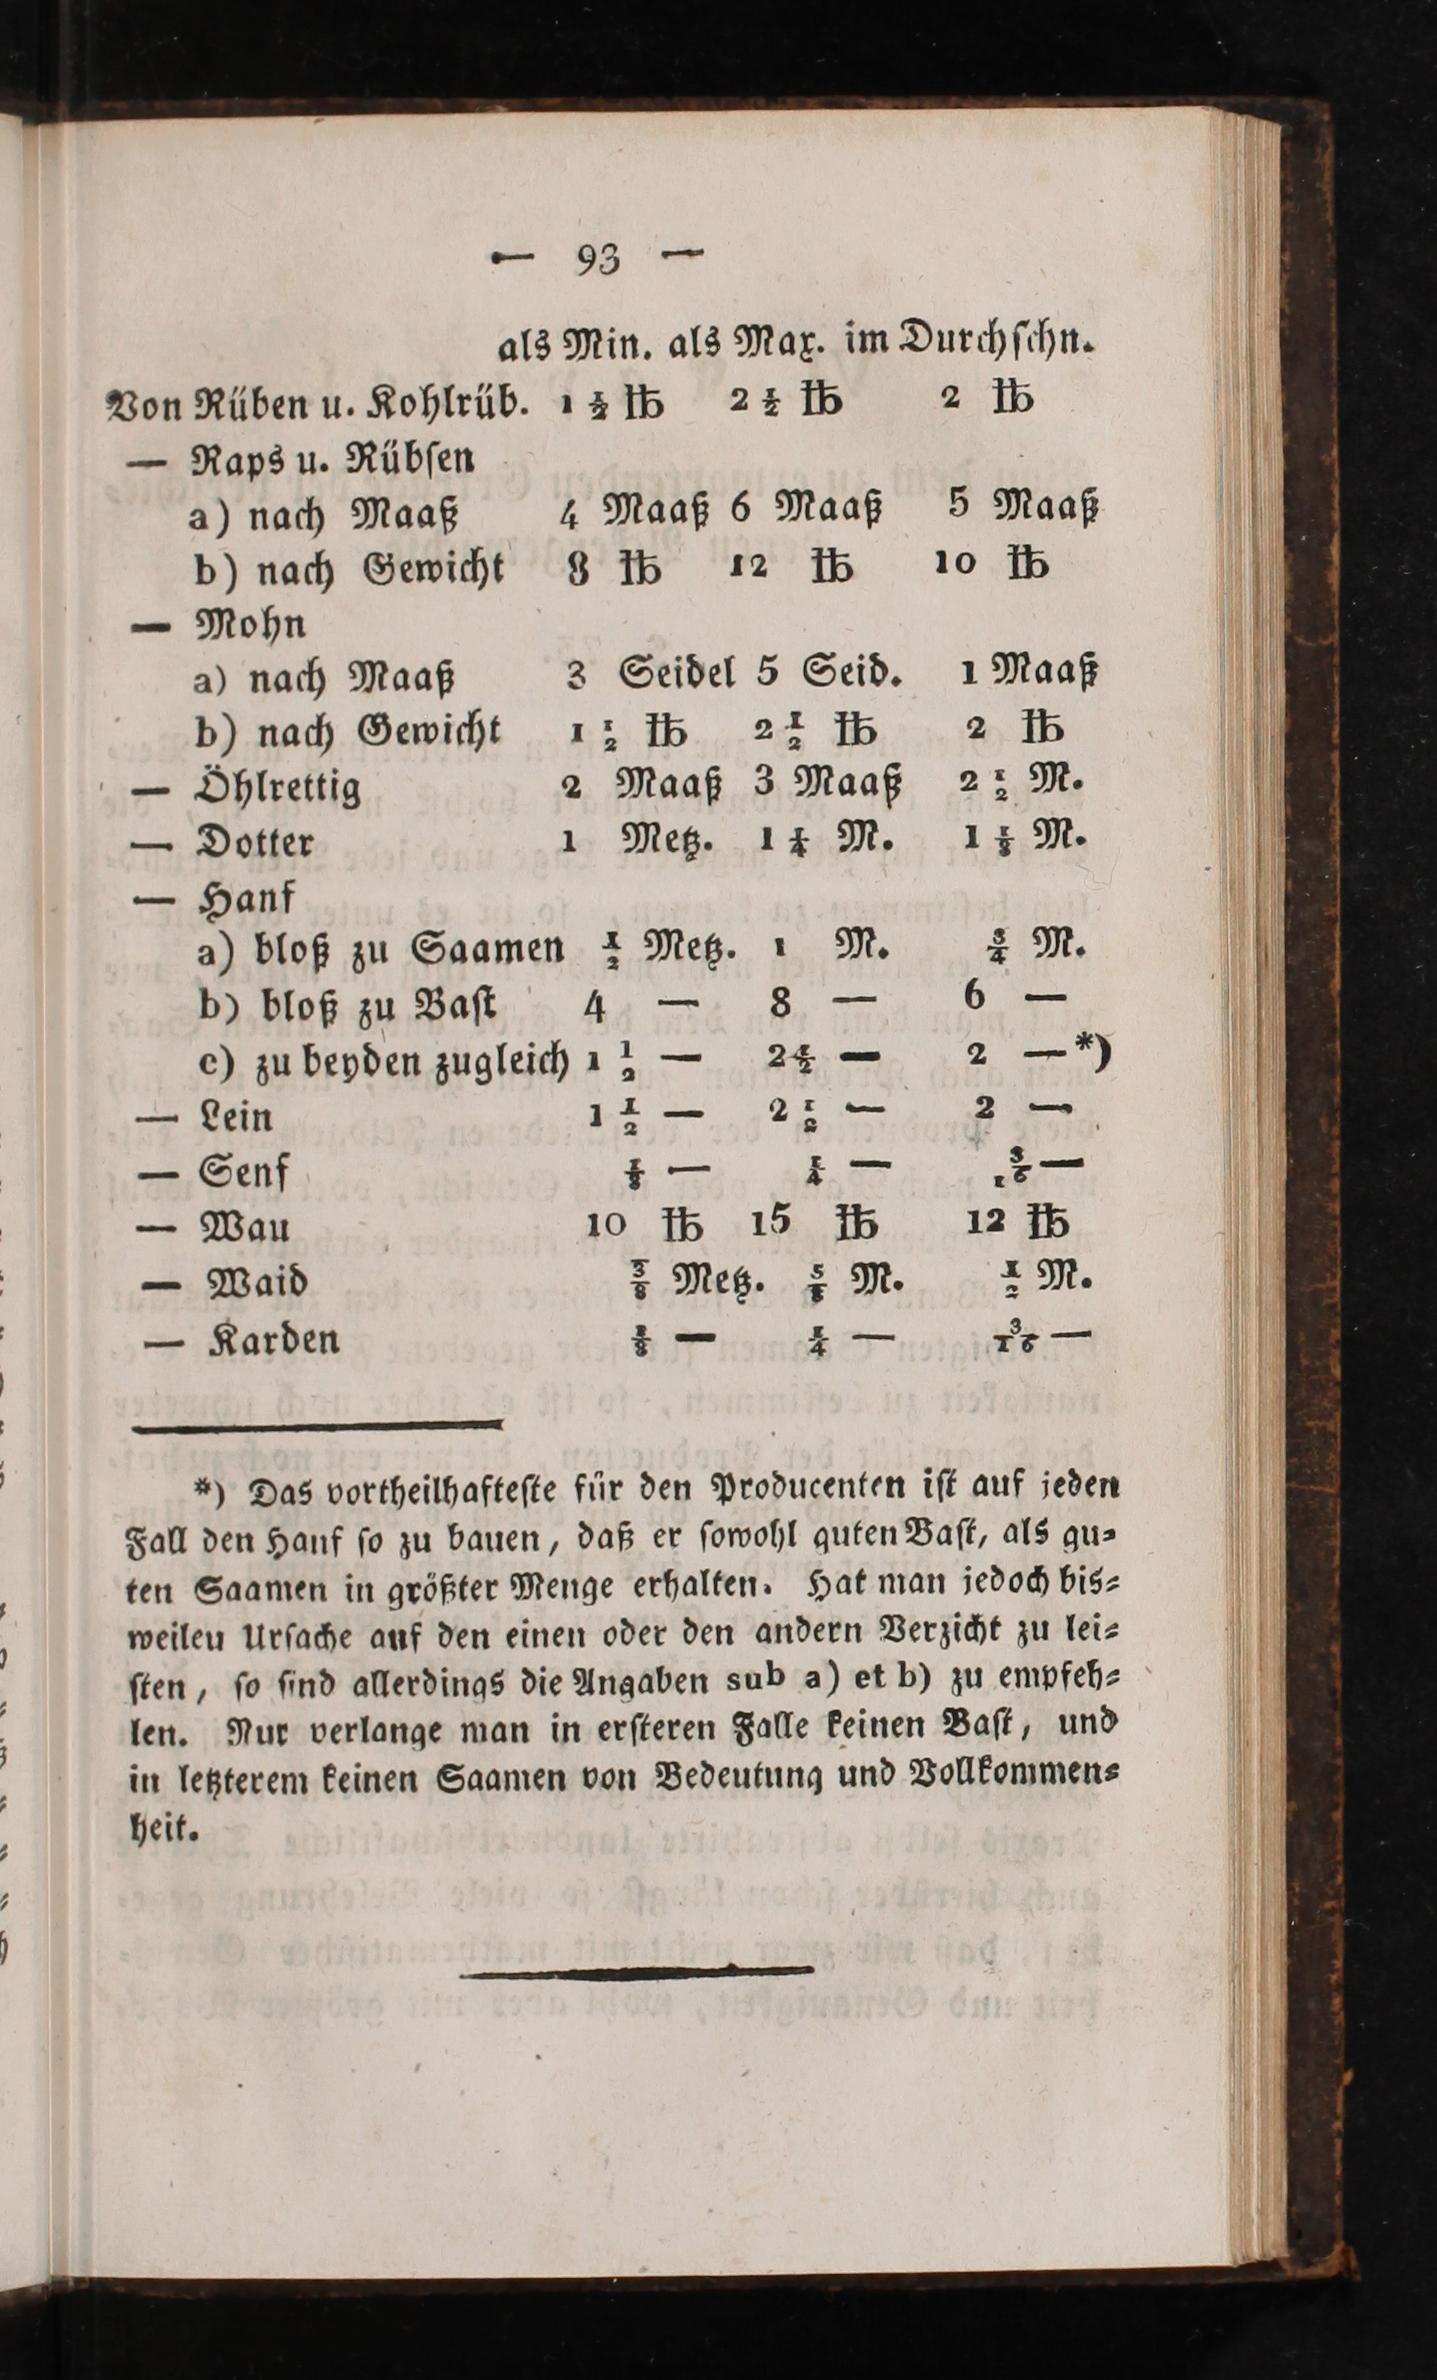 — 93 —
als Min. als Max. im Durchſchn.
Von Rüben u. Kohlrüb. 1 1/2 ℔ 2 1/2 ℔ 2 ℔
— Raps u. Rübſen
a) nach Maaß 4 Maaß 6 Maaß 5 Maaß
b) nach Gewicht 8 ℔ 12 ℔ 10 ℔
— Mohn
a) nach Maaß 3 Seidel 5 Seid. 1 Maaß
b) nach Gewicht 1 1/2 ℔ 2 1/2 ℔ 2 ℔
— Öhlrettig 2 Maaß 3 Maaß 2 1/2 M.
— Dotter 1 Metz. 1 1/4 M. 1 1/8 M.
— Hanf
a) bloß zu Saamen 1/2 Metz. 1 M. 3/4 M.
b) bloß zu Baſt 4 — 8 — 6 —
c) zu beyden zugleich 1 1/2 — 2 1/2 — 2 —*)
— Lein 1 1/2 — 2 1/2 — 2 —
— Senf 1/8 — 1/4 — 3/16 —
— Wau 10 ℔ 15 ℔ 12 ℔
— Waid 3/8 Metz. 5/8 M. 1/2 M.
— Karden 1/8 — 1/4 — 3/16 —
*) Das vortheilhafteſte für den Producenten iſt auf jeden
Fall den Hanf ſo zu bauen, daß er ſowohl guten Baſt, als gu⸗
ten Saamen in größter Menge erhalten. Hat man jedoch bis⸗
weilen Urſache auf den einen oder den andern Verzicht zu lei⸗
ſten, ſo ſind allerdings die Angaben sub a) et b) zu empfeh⸗
len. Nur verlange man in erſteren Falle keinen Baſt, und
in letzterem keinen Saamen von Bedeutung und Vollkommen⸗
heit.